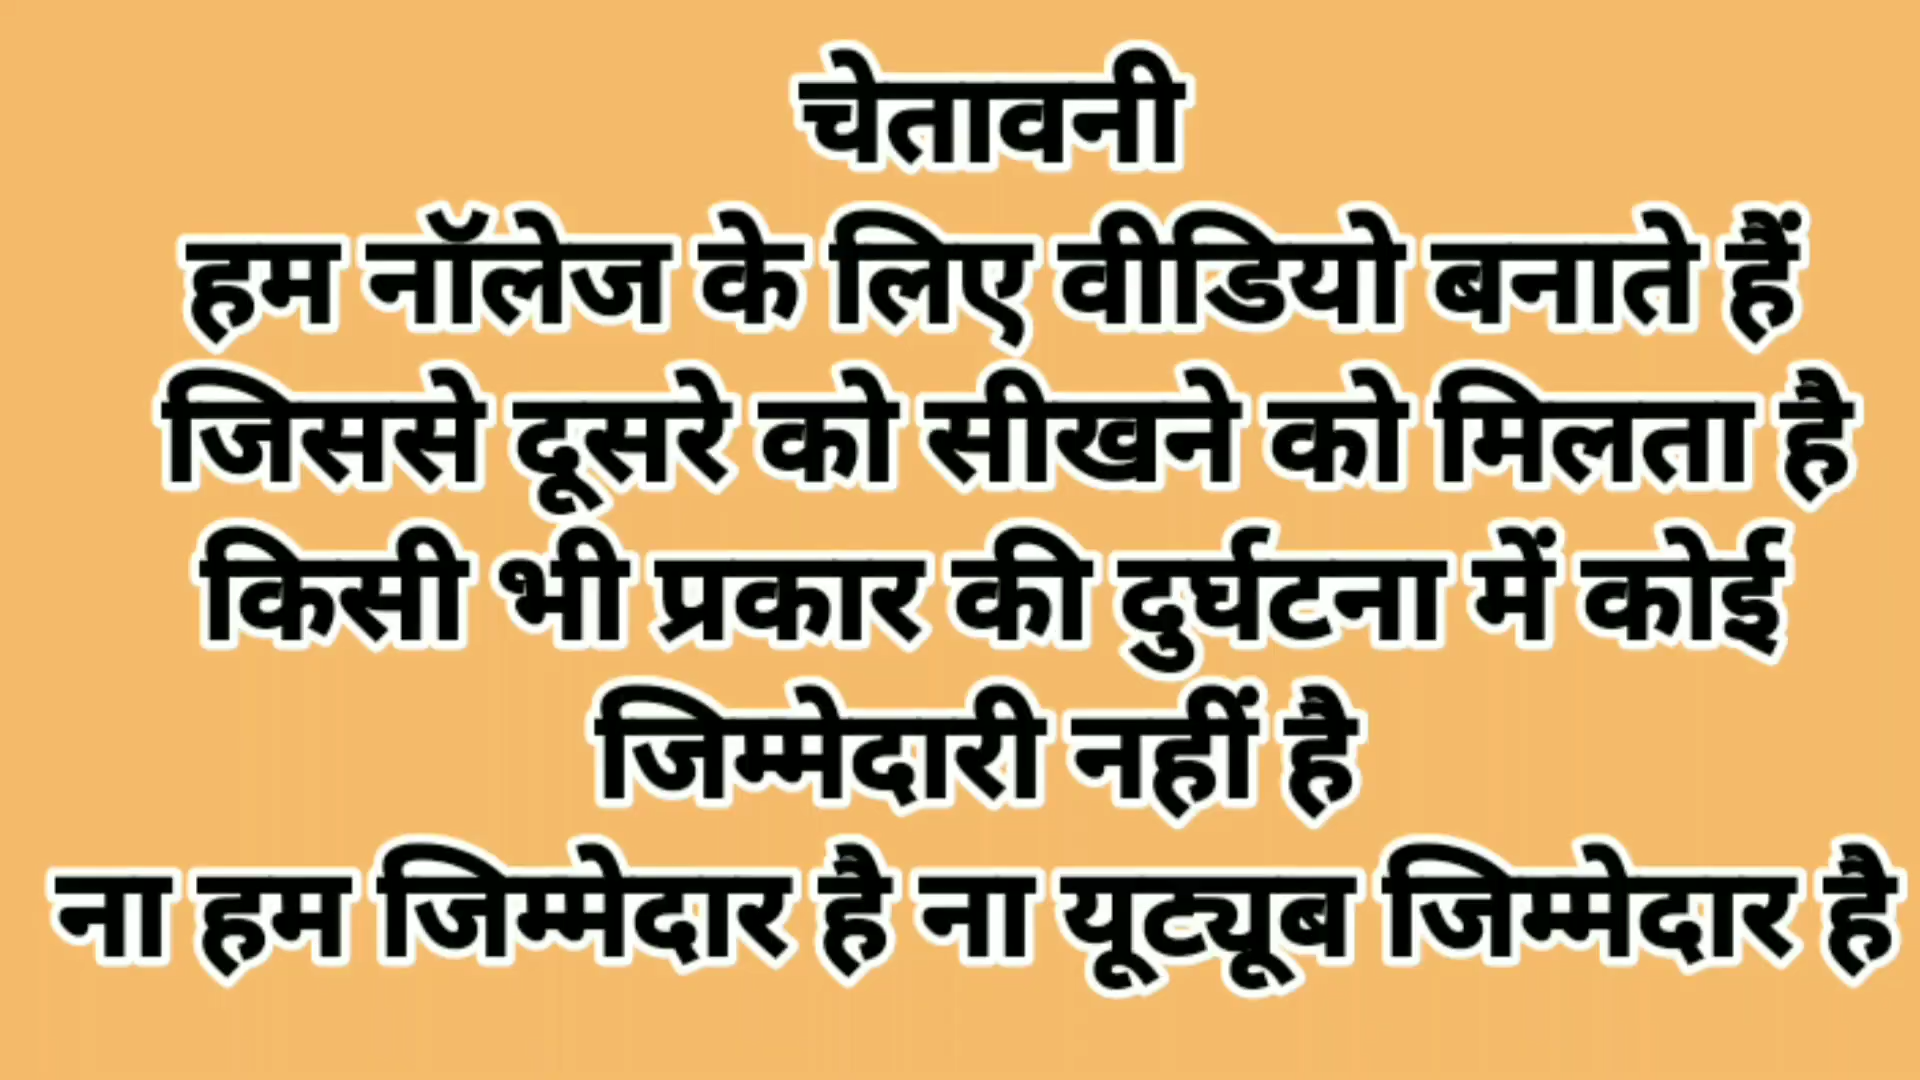 चेतावनी
हम नॉलेज के लिए वीडियो बनाते हैं
जिससे दूसरे को सीखने को मिलता है
किसी भी प्रकार की दुर्घटना में कोई
जिम्मेदारी नहीं है
ना हम जिम्मेदार है ना यूट्यूब जिम्मेदार है